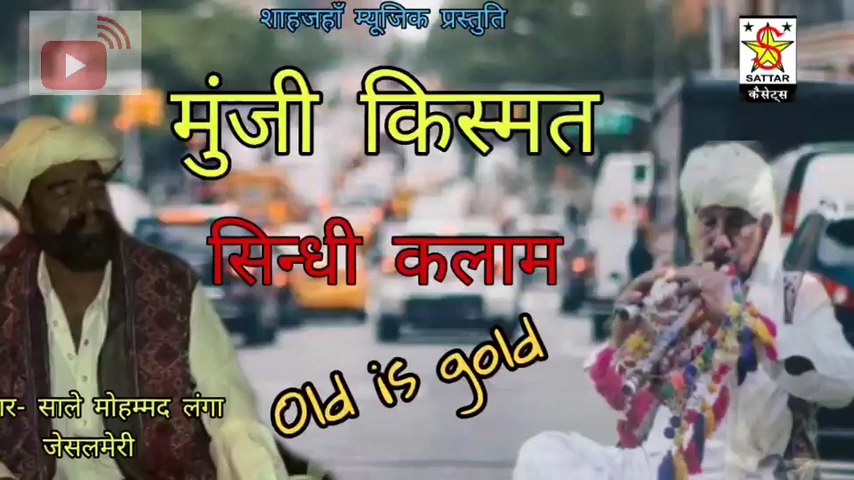 शाहजहाँ म्यूजिक प्रस्तुति
SATTAR
कैसेट्स
मुंजी किस्मत
सिन्धी कलाम
Old is gold
साले मोहम्मद लंगा
जेसलमेरी